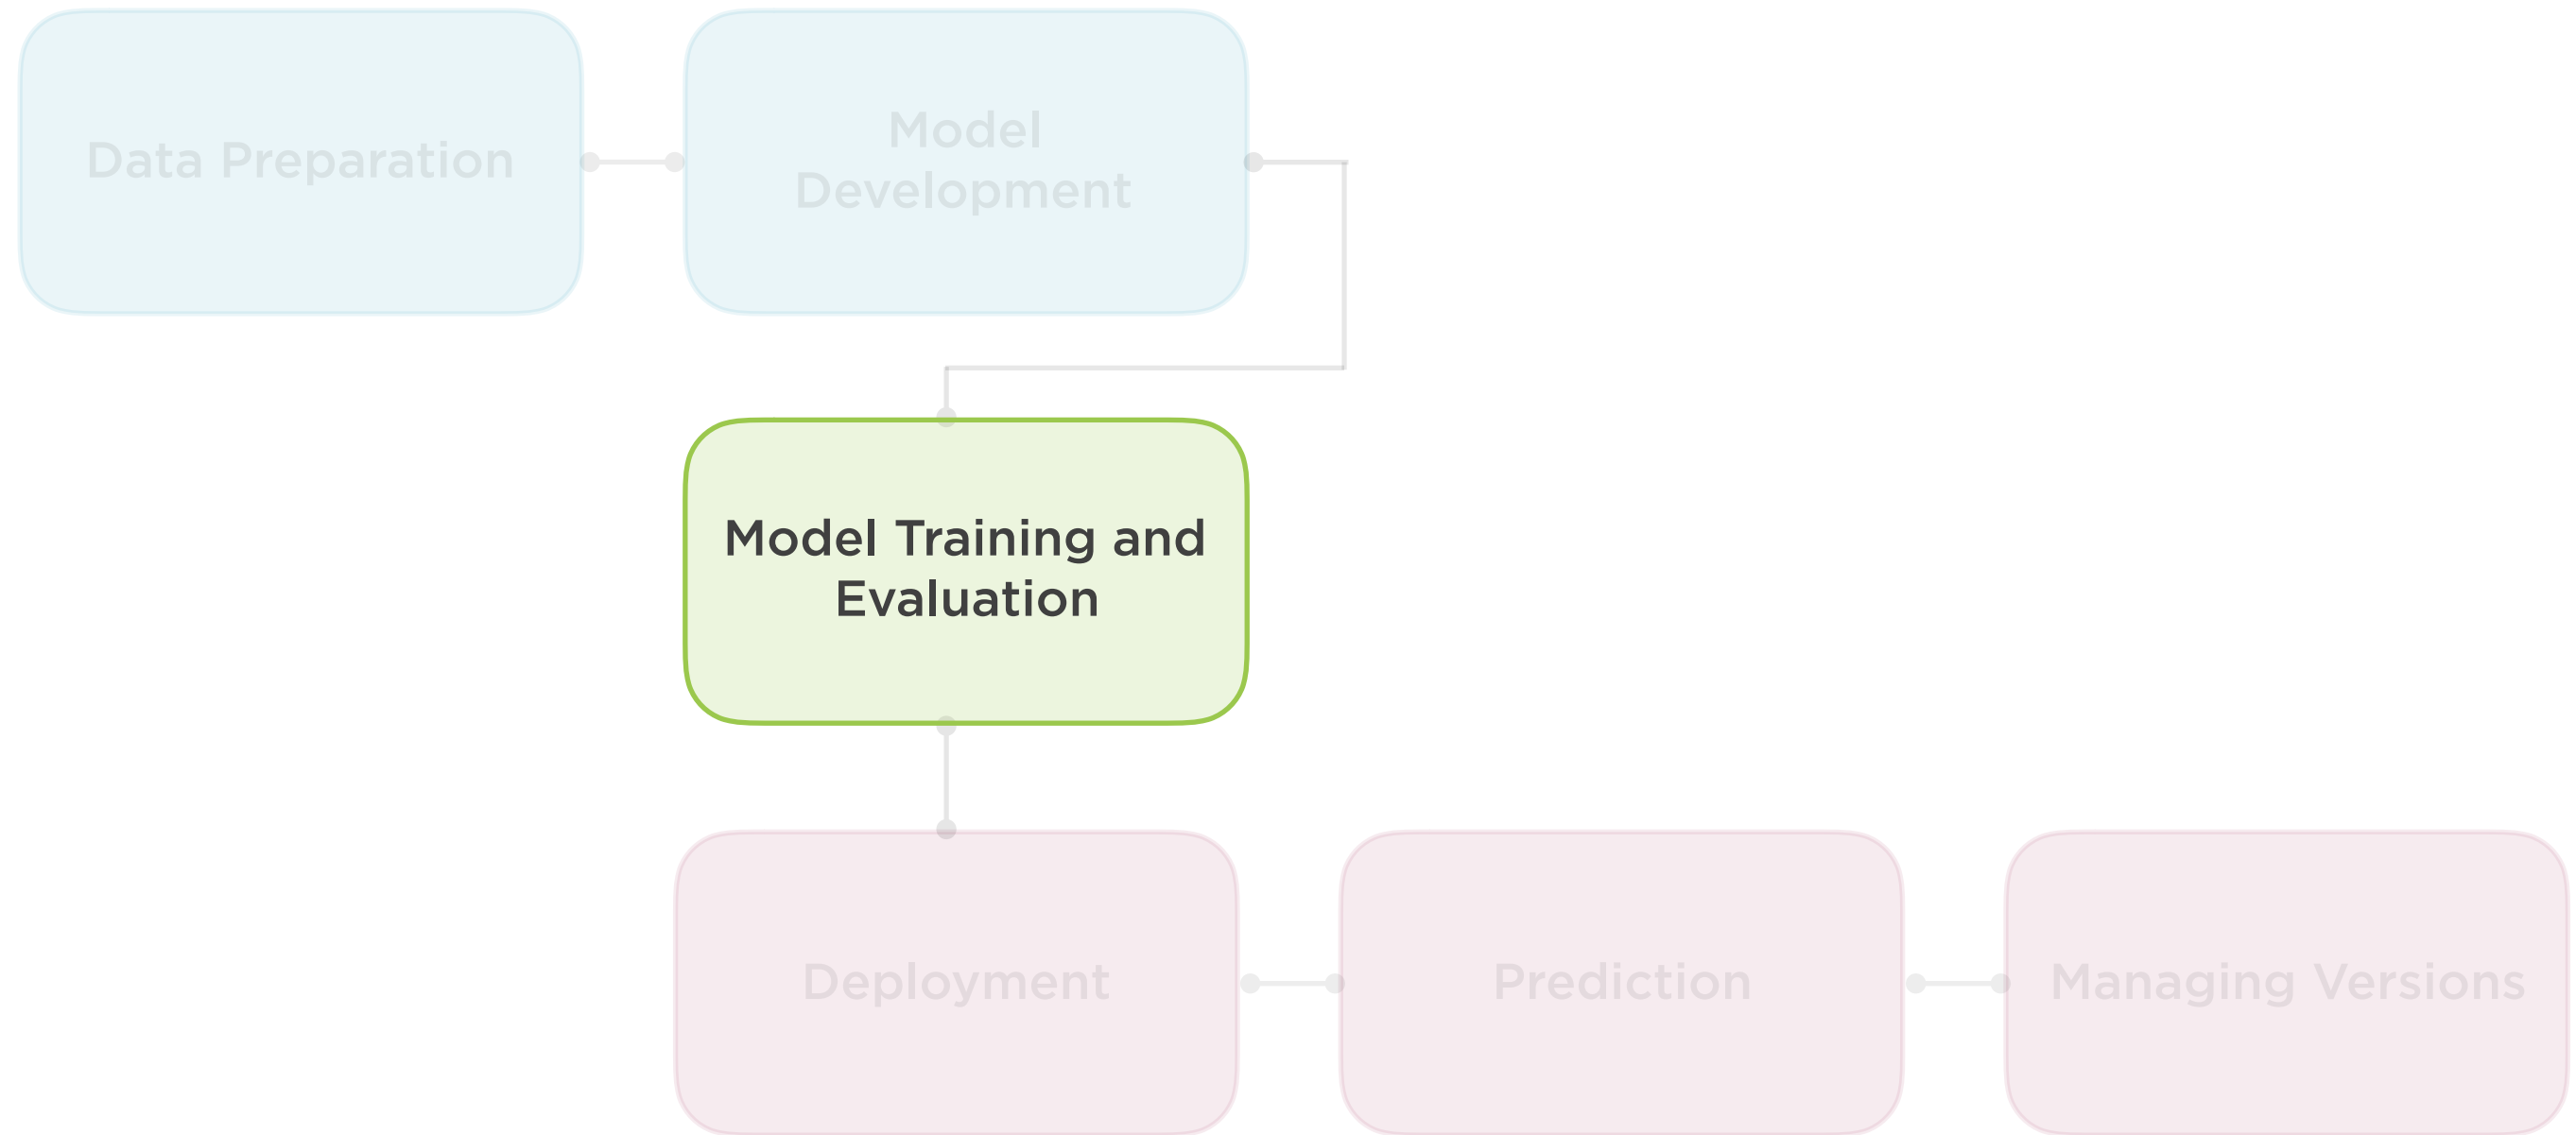 Data Preparation
Model
Development
Model Training and
Evaluation
Deployment
Prediction
Managing Versions